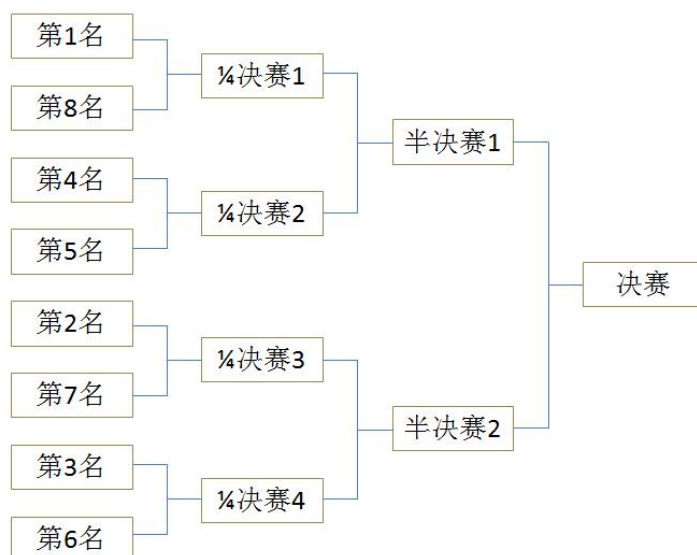 第1名
第8名
第4名
第5名
第2名
第7名
第3名
第6名
¼决赛1
¼决赛2
¼决赛3
¼决赛4
半决赛1
半决赛2
决赛